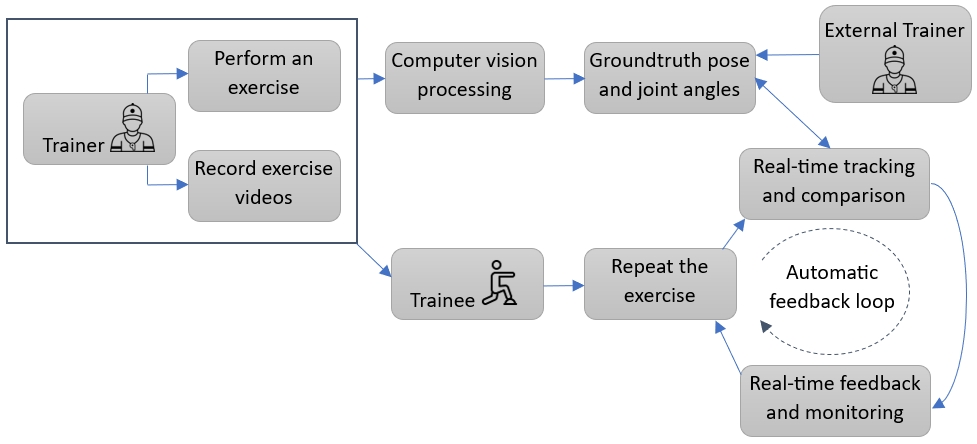 Trainer
Perform an
exercise
Record exercise
videos
Computer vision
processing
Groundtruth pose
and joint angles
External Trainer
Real-time tracking
and comparison
Trainee
Repeat the
exercise
Automatic
feedback loop
Real-time feedback
and monitoring